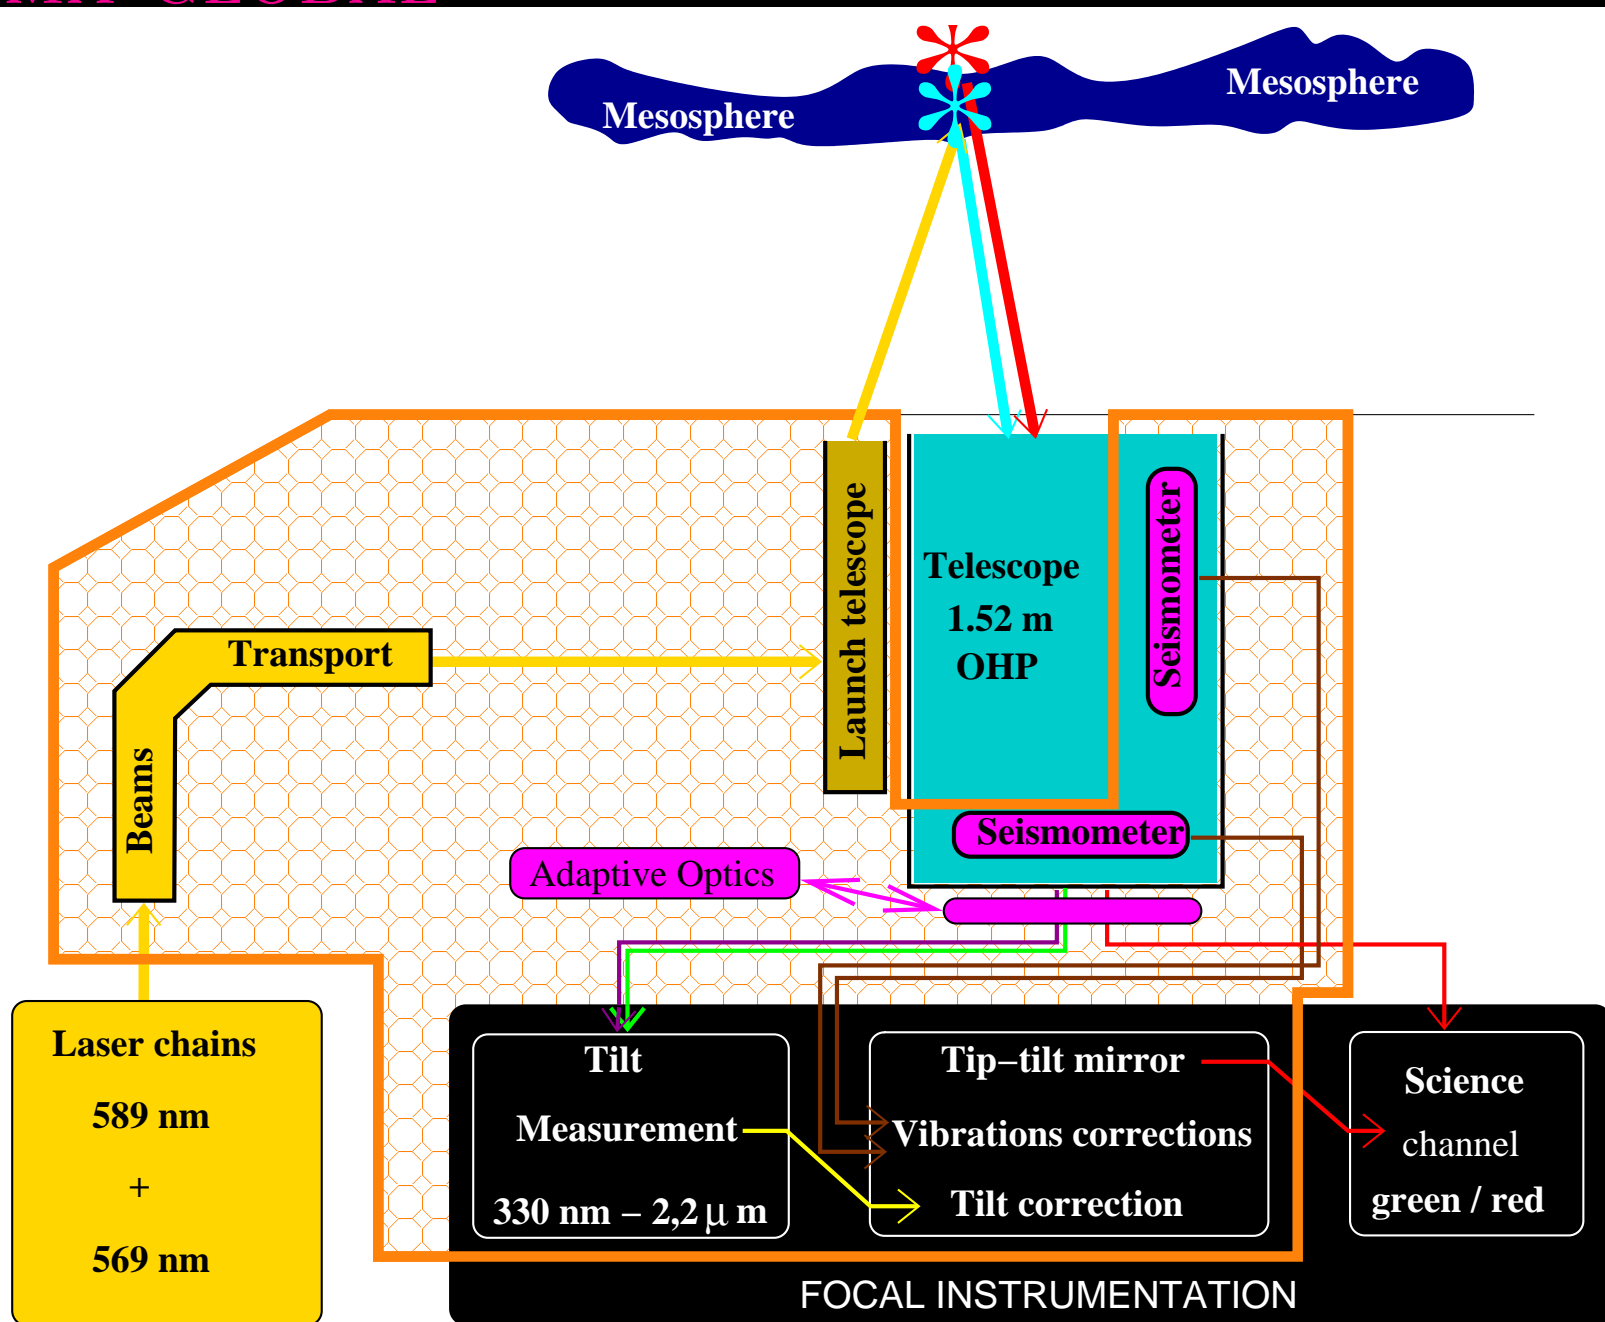 Mesosphere
Mesosphere
Launch telescope
Telescope
1.52 m
OHP
Seismometer
Transport
Beams
Seismometer
Adaptive Optics
Laser chains
589 nm
+
569 nm
Tilt
Measurement
330 nm – 2,2 μ m
Tip–tilt mirror
Vibrations corrections
Tilt correction
Science
channel
green / red
FOCAL INSTRUMENTATION